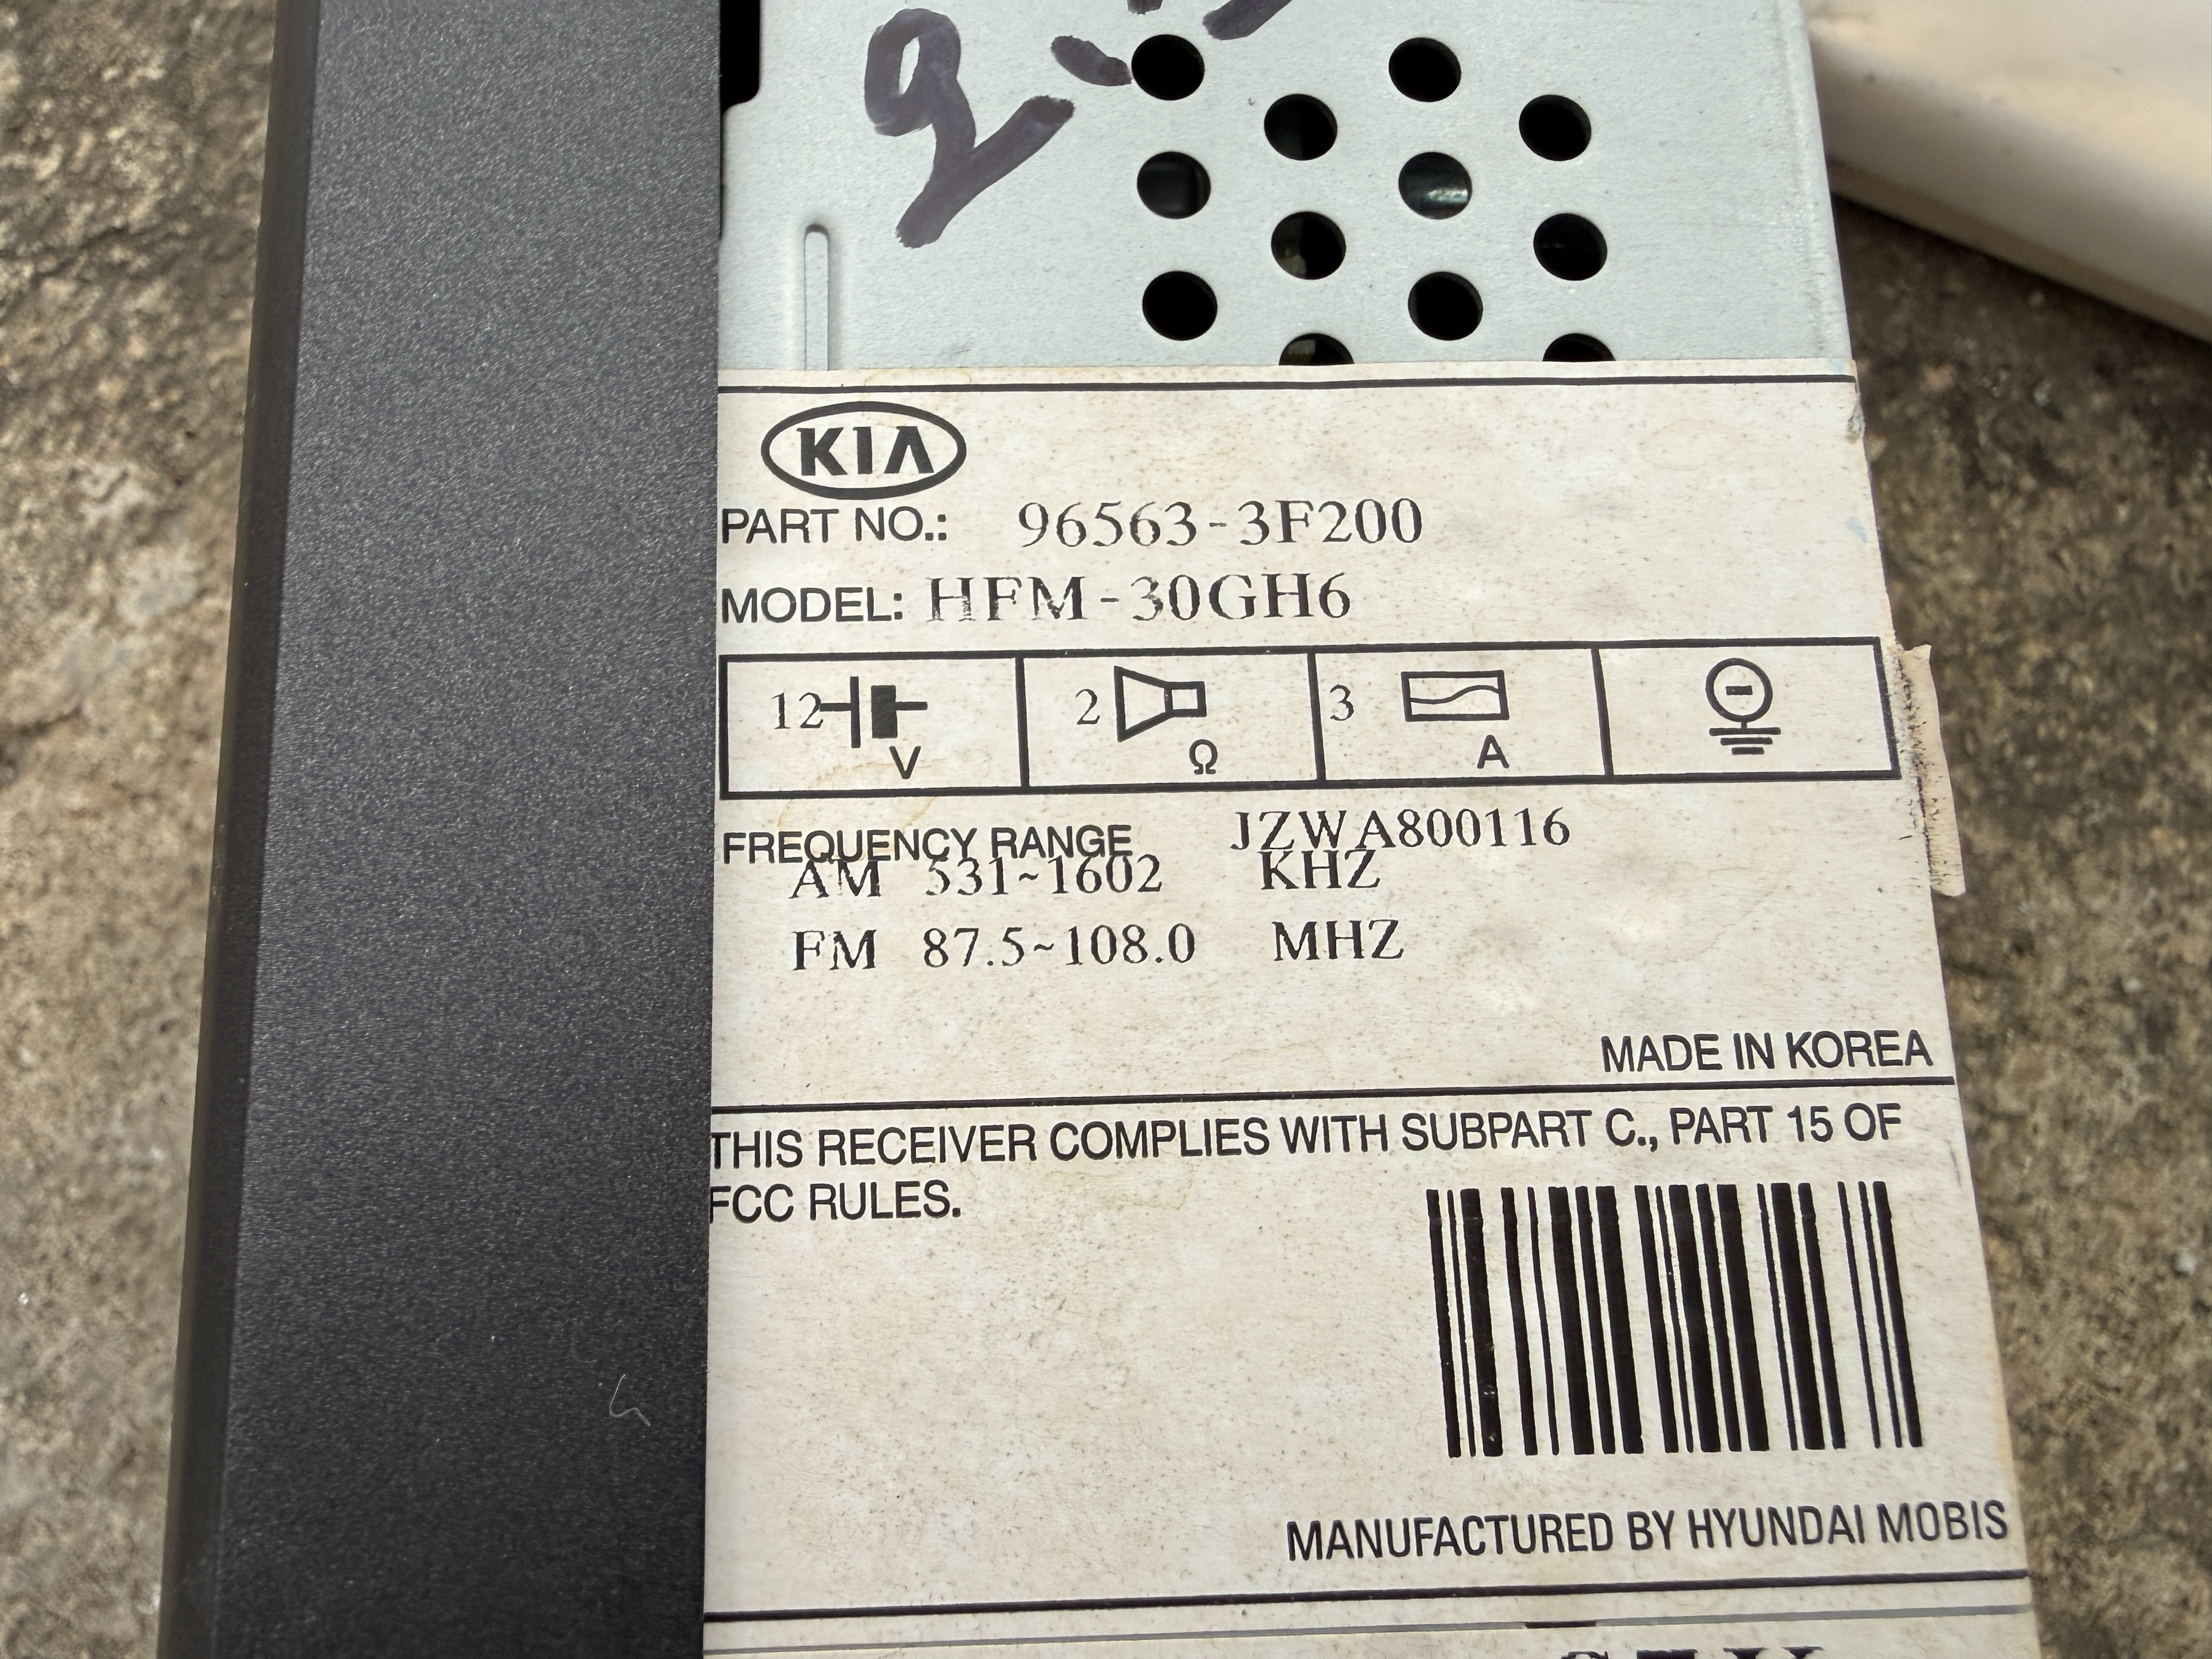 KIA
PART NO.: 96563-3F200
MODEL: HFM-30GH6
12 V 2 Ω 3 A
FREQUENCY RANGE JZWA800116
AM 531~1602 KHZ
FM 87.5~108.0 MHZ
MADE IN KOREA
THIS RECEIVER COMPLIES WITH SUBPART C., PART 15 OF
FCC RULES.
MANUFACTURED BY HYUNDAI MOBIS